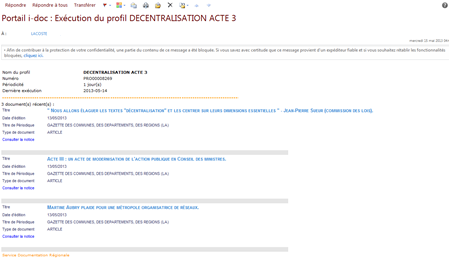 Répondre Répondre à tous Transférer
Portail i-doc : Exécution du profil DECENTRALISATION ACTE 3
À : LACOSTE
mercredi 22 mai 2013
• Afin de contribuer à la protection de votre confidentialité, une partie du contenu de ce message a été bloquée. Si vous savez avec certitude que ce message provient d'un expéditeur fiable et si vous souhaitez rétablir les fonctionnalités
bloquées, cliquez ici.
Nom du profil DECENTRALISATION ACTE 3
Numéro PRO00008269
Périodicité 1 jour(s)
Dernière exécution 2013-05-14
3 document(s) récent(s) :
Titre " Nous allons élaguer les textes "décentralisation" et les centrer sur leurs dimensions essentielles " - Jean Pierre Sueur (commission des lois).
Date d'édition 13/05/2013
Titre de Périodique GAZETTE DES COMMUNES, DES DEPARTEMENTS, DES REGIONS (LA)
Type de document ARTICLE
Consulter la notice
Titre Acte III : un acte de modernisation de l'action publique en Conseil des ministres.
Date d'édition 13/05/2013
Titre de Périodique GAZETTE DES COMMUNES, DES DEPARTEMENTS, DES REGIONS (LA)
Type de document ARTICLE
Consulter la notice
Titre Martine Aubry plaide pour une métropole organisatrice de réseaux.
Date d'édition 13/05/2013
Titre de Périodique GAZETTE DES COMMUNES, DES DEPARTEMENTS, DES REGIONS (LA)
Type de document ARTICLE
Consulter la notice
Service Documentation Régionale